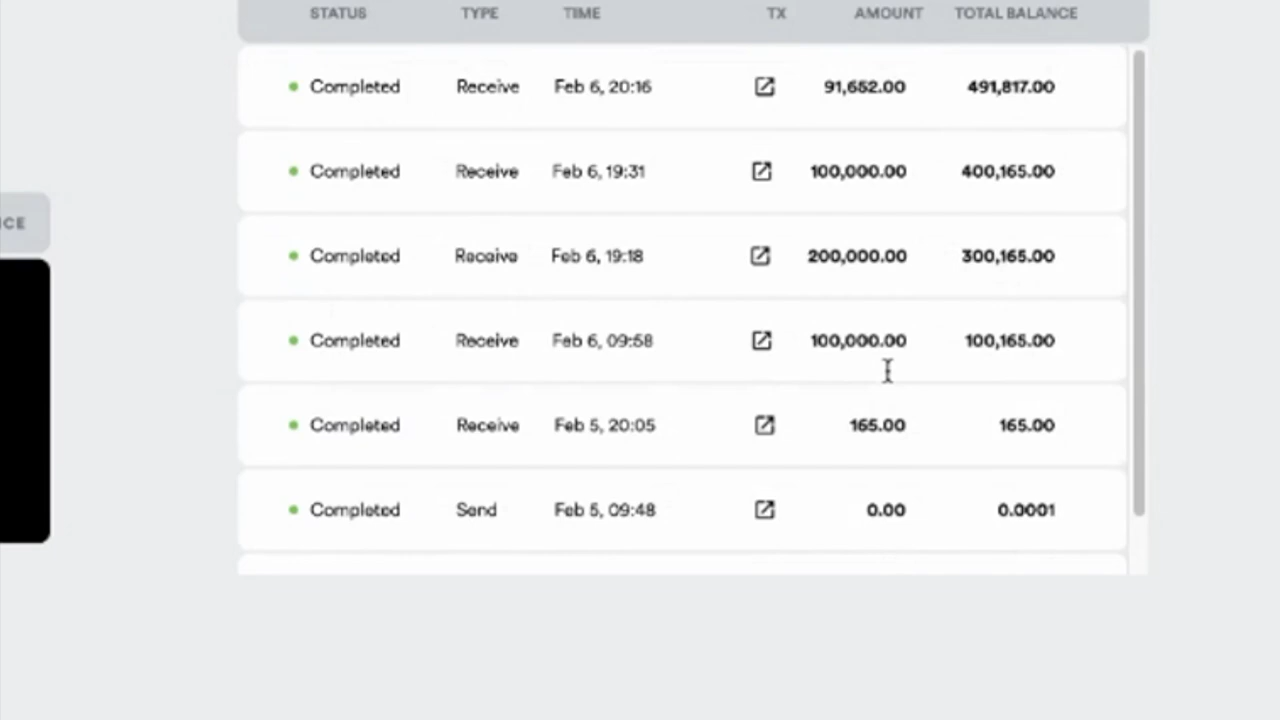 STATUS TYPE TIME TX AMOUNT TOTAL BALANCE
Completed Receive Feb 6, 20:16 91,652.00 491,817.00
Completed Receive Feb 6, 19:31 100,000.00 400,165.00
Completed Receive Feb 6, 19:18 200,000.00 300,165.00
Completed Receive Feb 6, 09:58 100,000.00 100,165.00
Completed Receive Feb 5, 20:05 165.00 165.00
Completed Send Feb 5, 09:48 0.00 0.0001